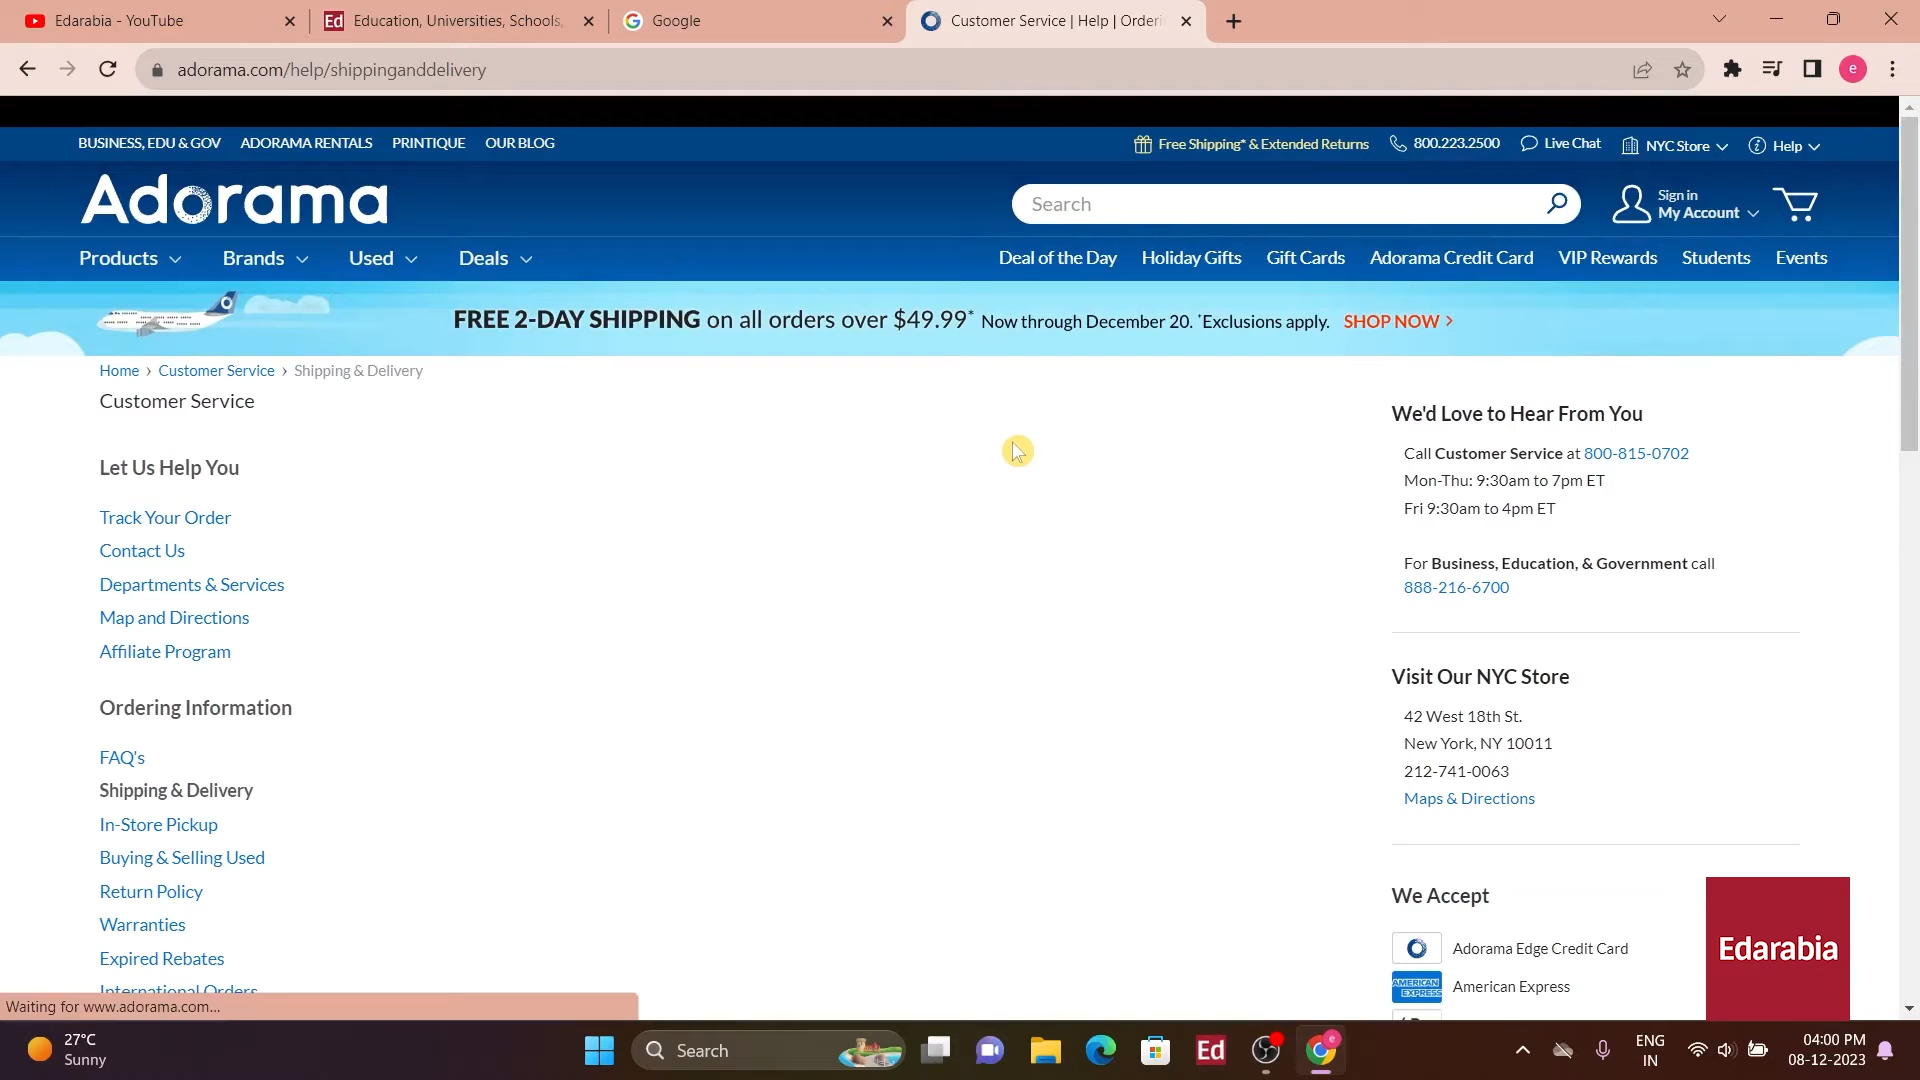 Edarabia - YouTube
Education, Universities, Schools,
Google
Customer Service | Help | Orderi
adorama.com/help/shippinganddelivery
e
BUSINESS, EDU & GOV ADORAMA RENTALS PRINTIQUE OUR BLOG
Free Shipping* & Extended Returns 800.223.2500 Live Chat NYC Store Help
Adorama
Search
Sign in
My Account
Products Brands Used Deals
Deal of the Day Holiday Gifts Gift Cards Adorama Credit Card VIP Rewards Students Events
FREE 2-DAY SHIPPING on all orders over $49.99* Now through December 20. *Exclusions apply. SHOP NOW >
Home › Customer Service › Shipping & Delivery
Customer Service
Let Us Help You
Track Your Order
Contact Us
Departments & Services
Map and Directions
Affiliate Program
Ordering Information
FAQ's
Shipping & Delivery
In-Store Pickup
Buying & Selling Used
Return Policy
Warranties
Expired Rebates
International Orders
We'd Love to Hear From You
Call Customer Service at 800-815-0702
Mon-Thu: 9:30am to 7pm ET
Fri 9:30am to 4pm ET
For Business, Education, & Government call
888-216-6700
Visit Our NYC Store
42 West 18th St.
New York, NY 10011
212-741-0063
Maps & Directions
We Accept
Adorama Edge Credit Card
AMERICAN EXPRESS
American Express
Edarabia
Waiting for www.adorama.com...
27°C
Sunny
Search
Ed
ENG
IN
04:00 PM
08-12-2023